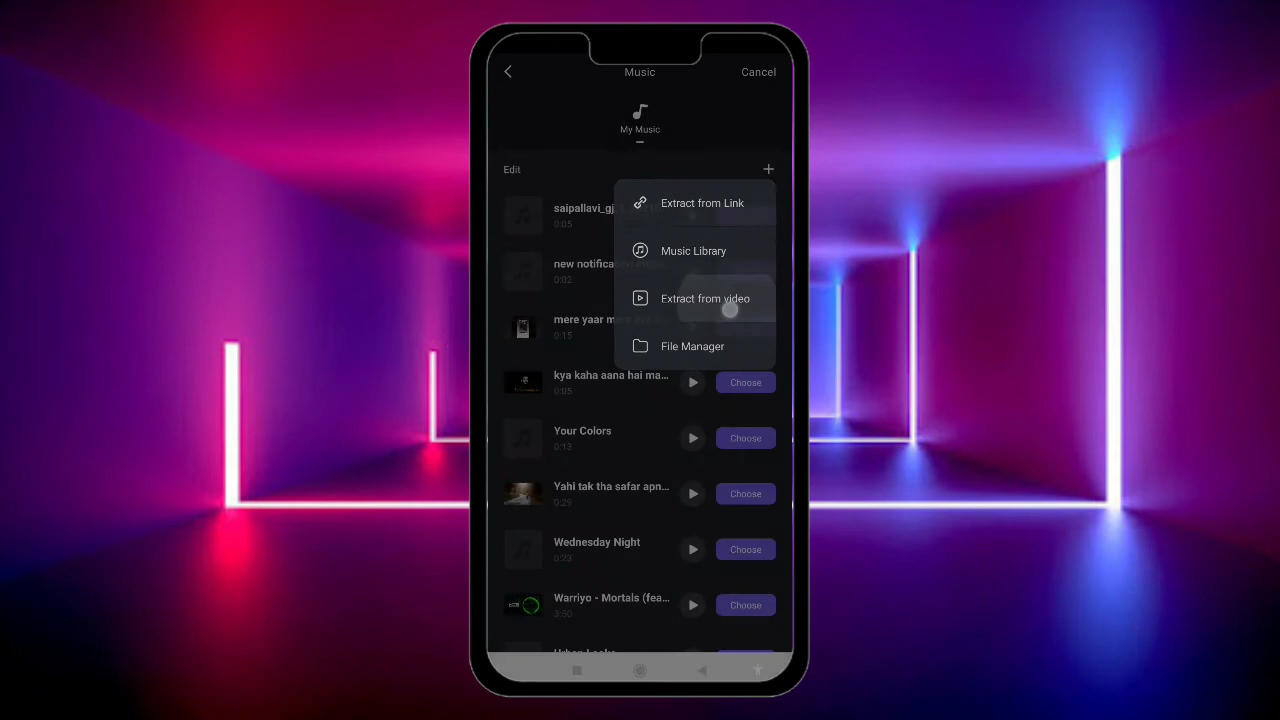 Music
Cancel
My Music
Edit
Extract from Link
Music Library
Extract from video
File Manager
saipallavi_gj
0:05
new notifica
0:02
mere yaar m
0:15
kya kaha aana hai ma...
0:05
Choose
Your Colors
0:13
Choose
Yahi tak tha safar apn...
0:29
Choose
Wednesday Night
0:23
Choose
Warriyo - Mortals (fea...
3:50
Choose